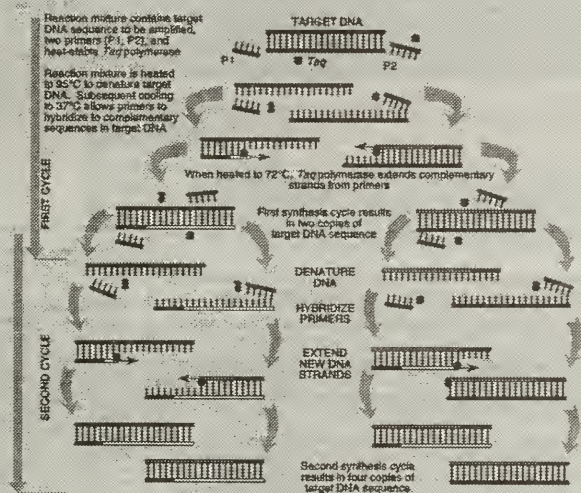 Reaction mixture contains target
DNA sequence to be amplified,
two primers (P1, P2), and
heat-stable Taq polymerase
Reaction mixture is heated
to 95°C to denature target
DNA. Subsequent cooling
to 37°C allows primers to
hybridize to complementary
sequences in target DNA
TARGET DNA
P1
Taq
P2
When heated to 72°C, Taq polymerase extends complementary
strands from primers
FIRST CYCLE
First synthesis cycle results
in two copies of
target DNA sequence
DENATURE
DNA
HYBRIDIZE
PRIMERS
SECOND CYCLE
EXTEND
NEW DNA
STRANDS
Second synthesis cycle
results in four copies of
target DNA sequence